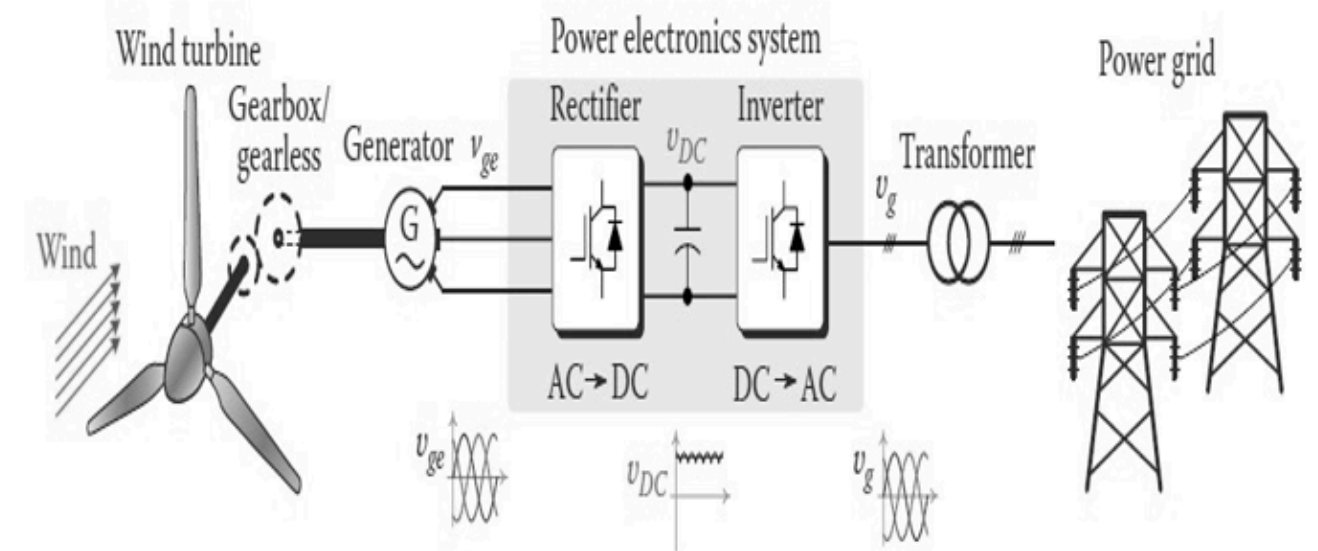 Wind turbine
Power electronics system
Power grid
Gearbox/
gearless
Generator
v_ge
Rectifier
v_DC
Inverter
Transformer
v_g
Wind
G
AC→DC
DC→AC
v_ge
v_DC
v_g